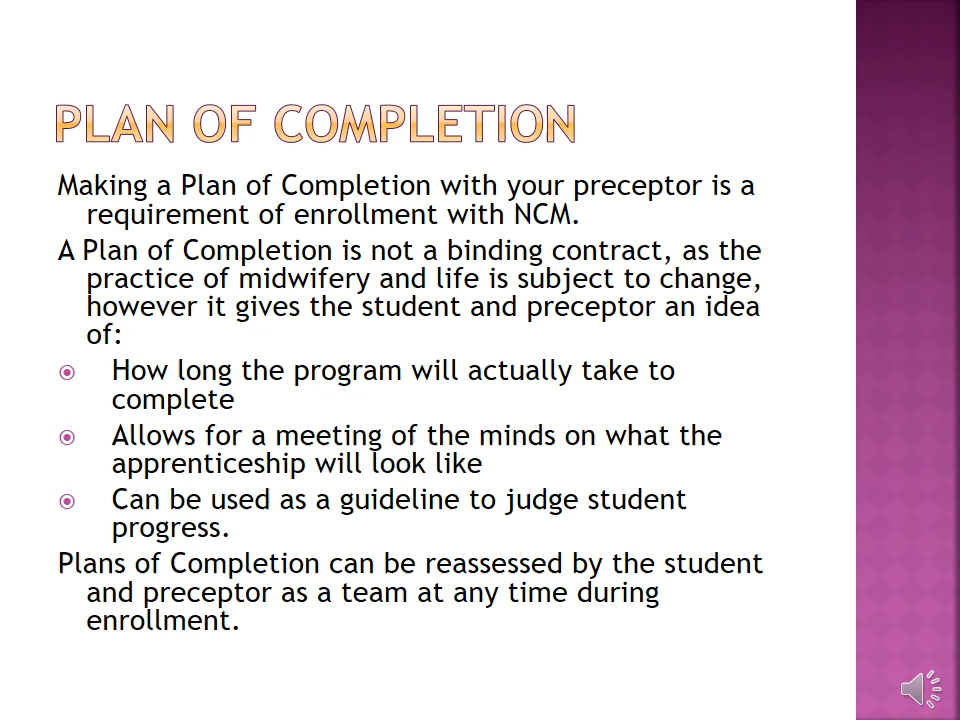 PLAN OF COMPLETION
Making a Plan of Completion with your preceptor is a
requirement of enrollment with NCM.
A Plan of Completion is not a binding contract, as the
practice of midwifery and life is subject to change,
however it gives the student and preceptor an idea
of:
How long the program will actually take to
complete
Allows for a meeting of the minds on what the
apprenticeship will look like
Can be used as a guideline to judge student
progress.
Plans of Completion can be reassessed by the student
and preceptor as a team at any time during
enrollment.